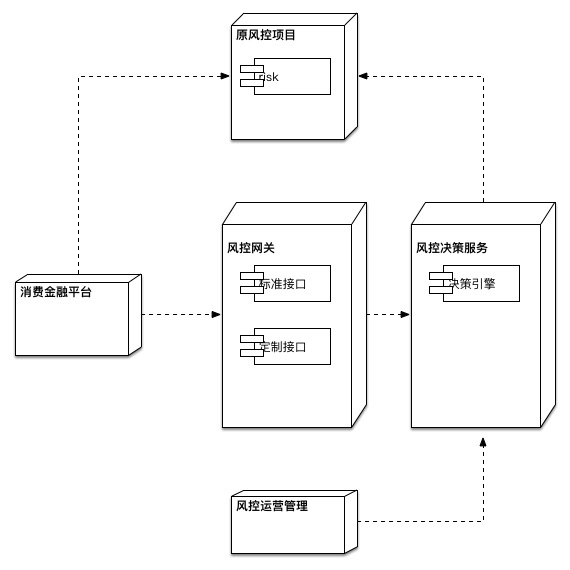 原风控项目
risk
风控网关
标准接口
定制接口
风控决策服务
决策引擎
消费金融平台
风控运营管理